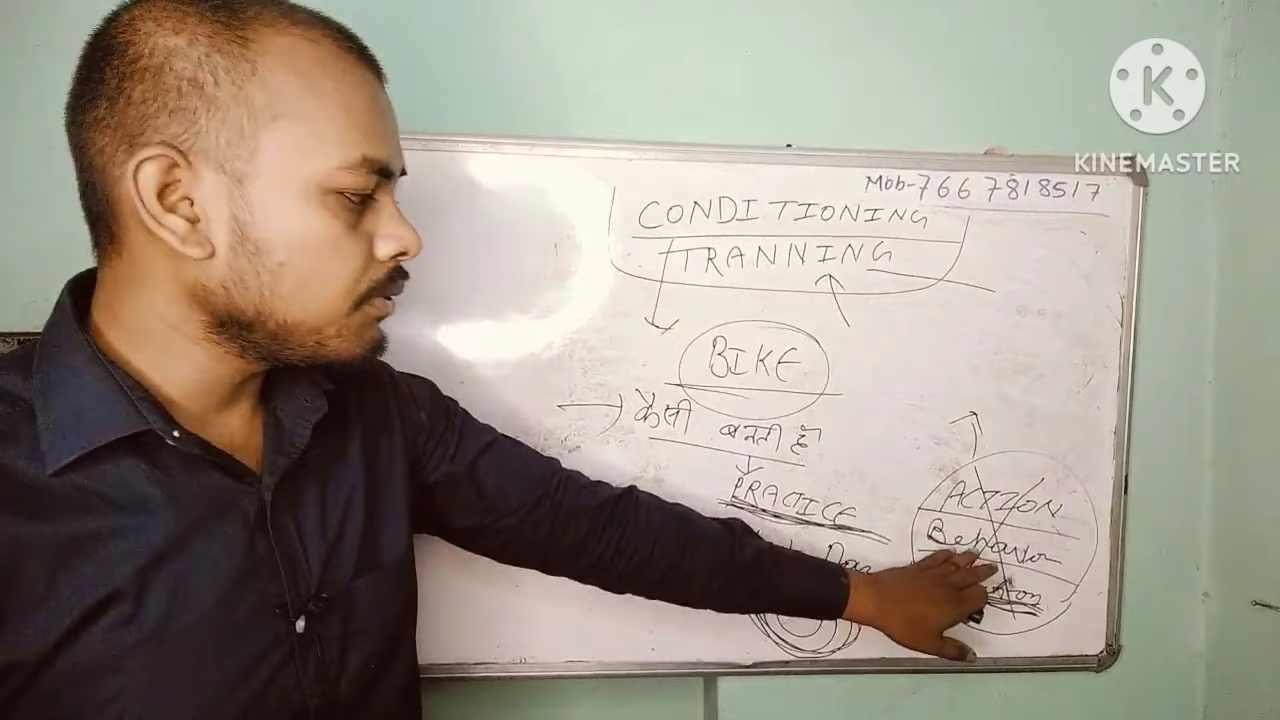 KINEMASTER
Mob-7667818517
CONDITIONING
TRANNING
BIKE
कैसी बनती हैं
PRACTICE
ACTION
Behavior